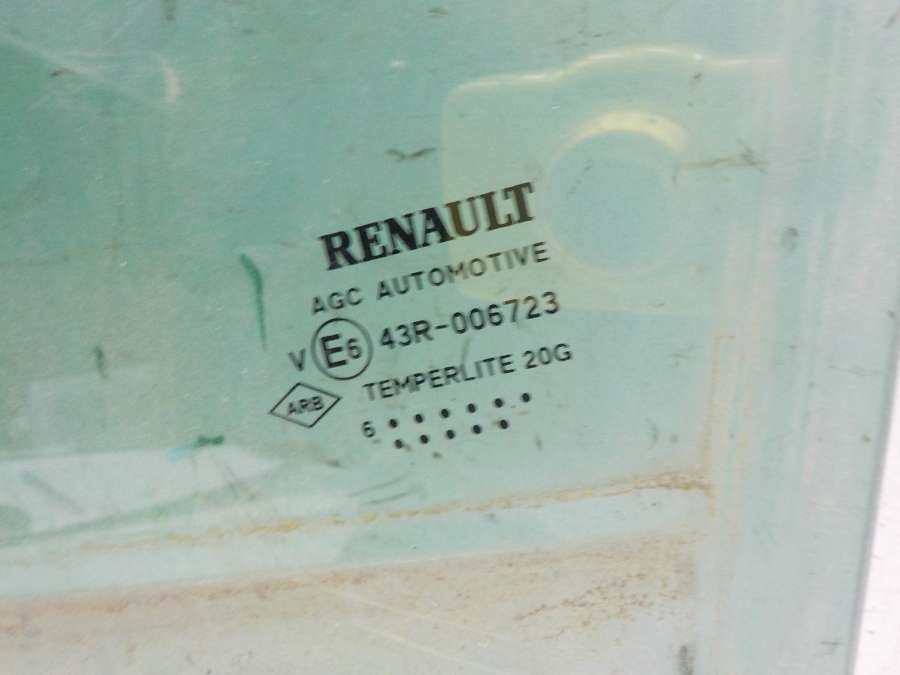 RENAULT
AGC AUTOMOTIVE
V E6 43R-006723
ARB TEMPERLITE 20G
6 ......
.....